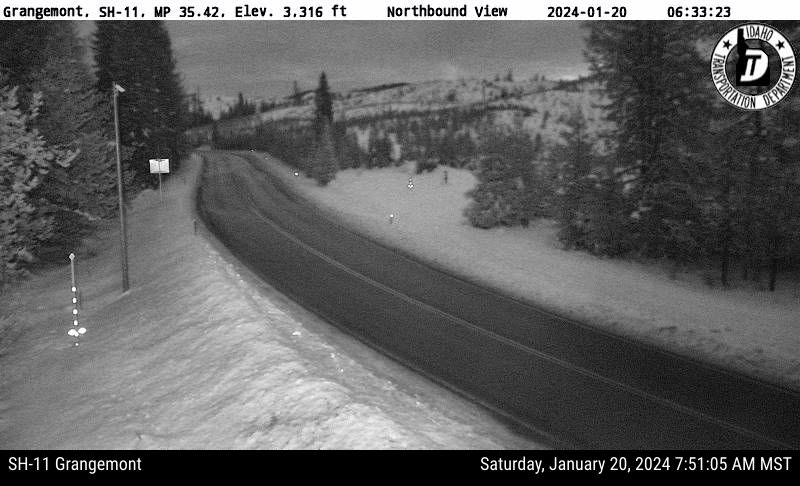 Grangemont, SH-11, MP 35.42, Elev. 3,316 ft Northbound View 2024-01-20 06:33:23
IDAHO
TRANSPORTATION DEPARTMENT
SH-11 Grangemont Saturday, January 20, 2024 7:51:05 AM MST